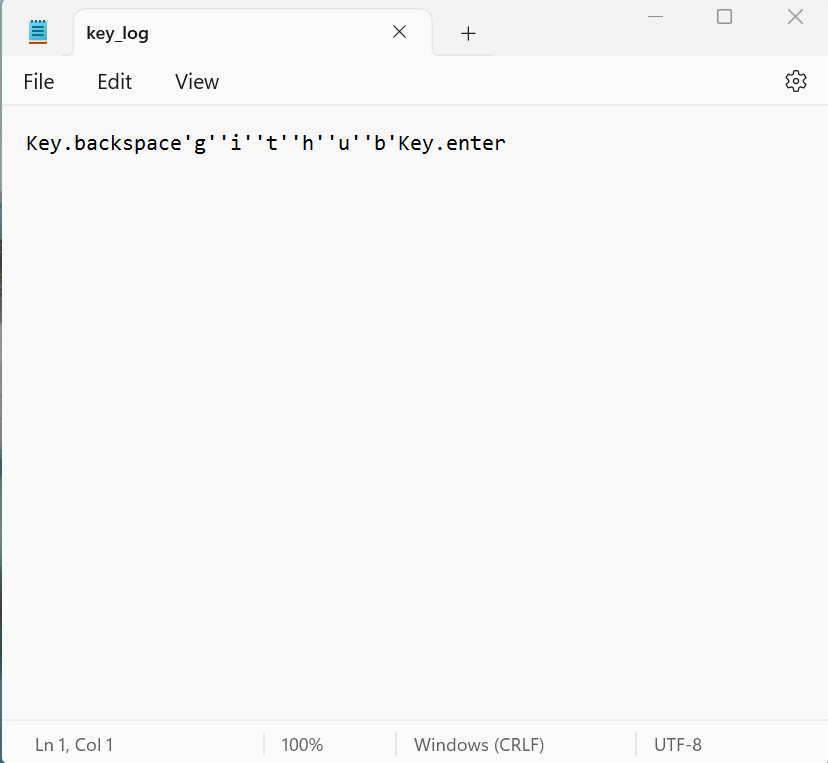 key_log
File Edit View
Key.backspace'g''i''t''h''u''b'Key.enter
Ln 1, Col 1 100% Windows (CRLF) UTF-8